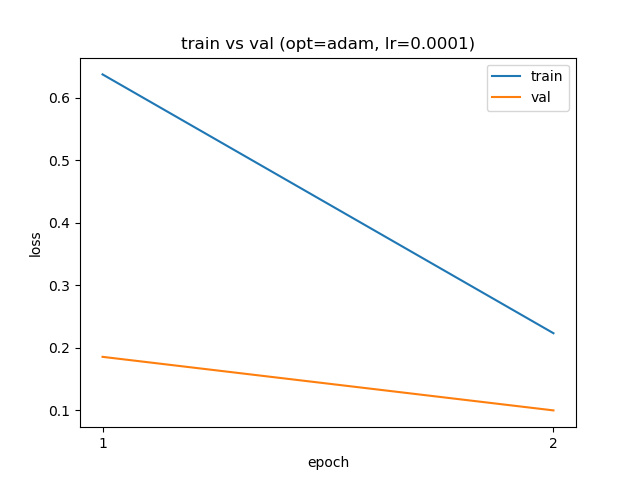 train vs val (opt=adam, lr=0.0001)
train
val
0.6
0.5
0.4
0.3
0.2
0.1
loss
1
2
epoch